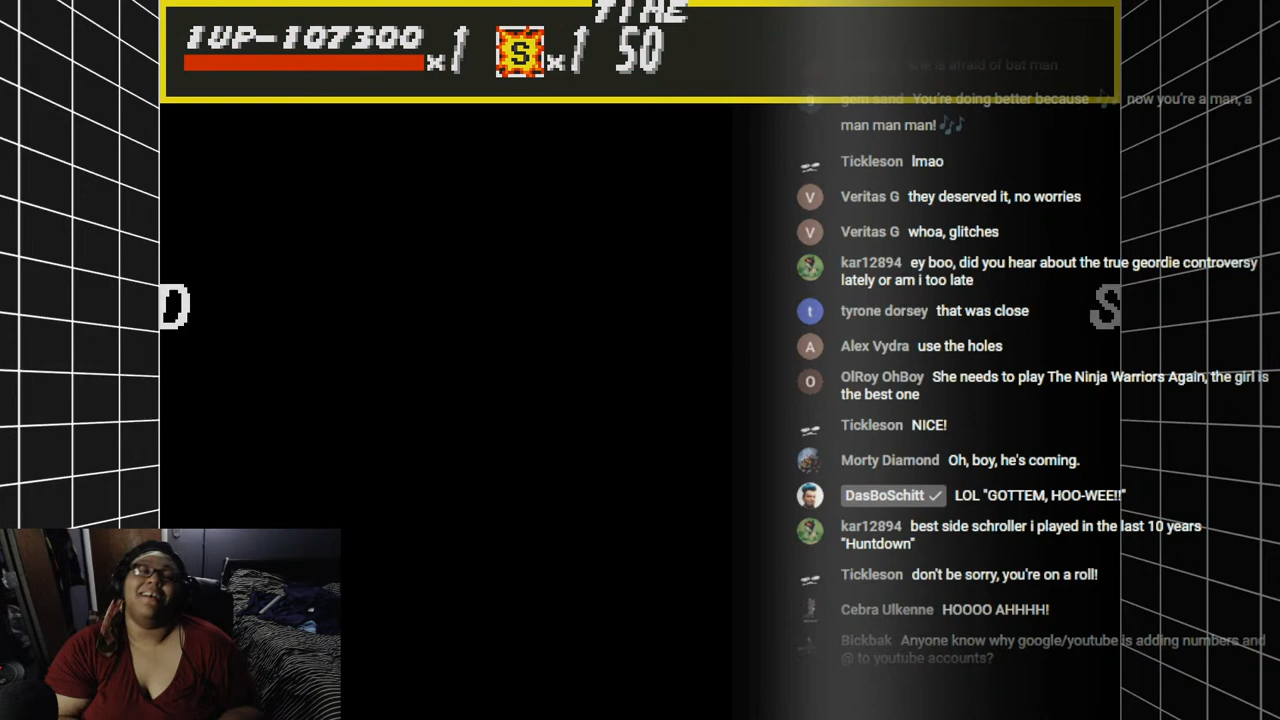 TIME
1UP-107300 ×1 S ×1 50
is afraid of bat man
gem sand You're doing better because 🎶 now you're a man, a
man man man! 🎶
Tickleson lmao
V Veritas G they deserved it, no worries
V Veritas G whoa, glitches
kar12894 ey boo, did you hear about the true geordie controversy
lately or am i too late
D
S
t tyrone dorsey that was close
A Alex Vydra use the holes
O OlRoy OhBoy She needs to play The Ninja Warriors Again, the girl is
the best one
Tickleson NICE!
Morty Diamond Oh, boy, he's coming.
DasBoSchitt LOL "GOTTEM, HOO-WEE!!"
kar12894 best side schroller i played in the last 10 years
"Huntdown"
Tickleson don't be sorry, you're on a roll!
Cebra Ulkenne HOOOO AHHHH!
Bickbak Anyone know why google/youtube is adding numbers and
@ to youtube accounts?